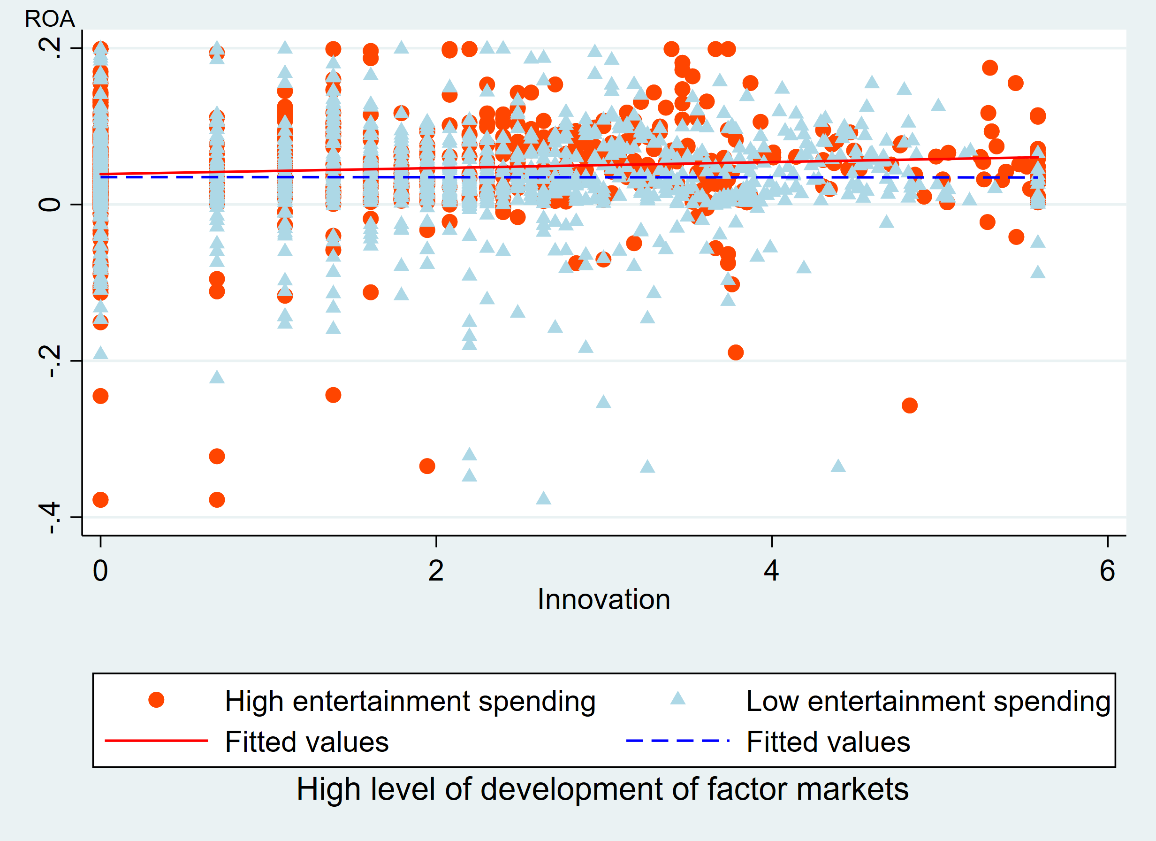 ROA
.2
0
-.2
-.4
0 2 4 6
Innovation
High entertainment spending Low entertainment spending
Fitted values Fitted values
High level of development of factor markets